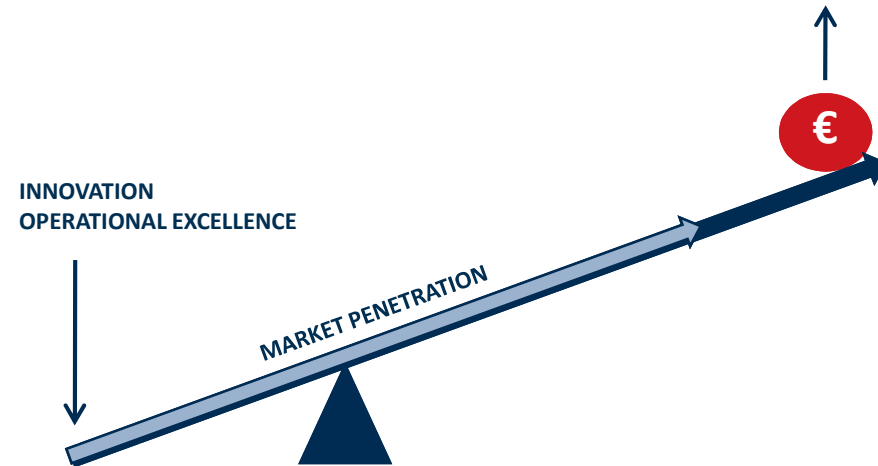 €
INNOVATION
OPERATIONAL EXCELLENCE
MARKET PENETRATION